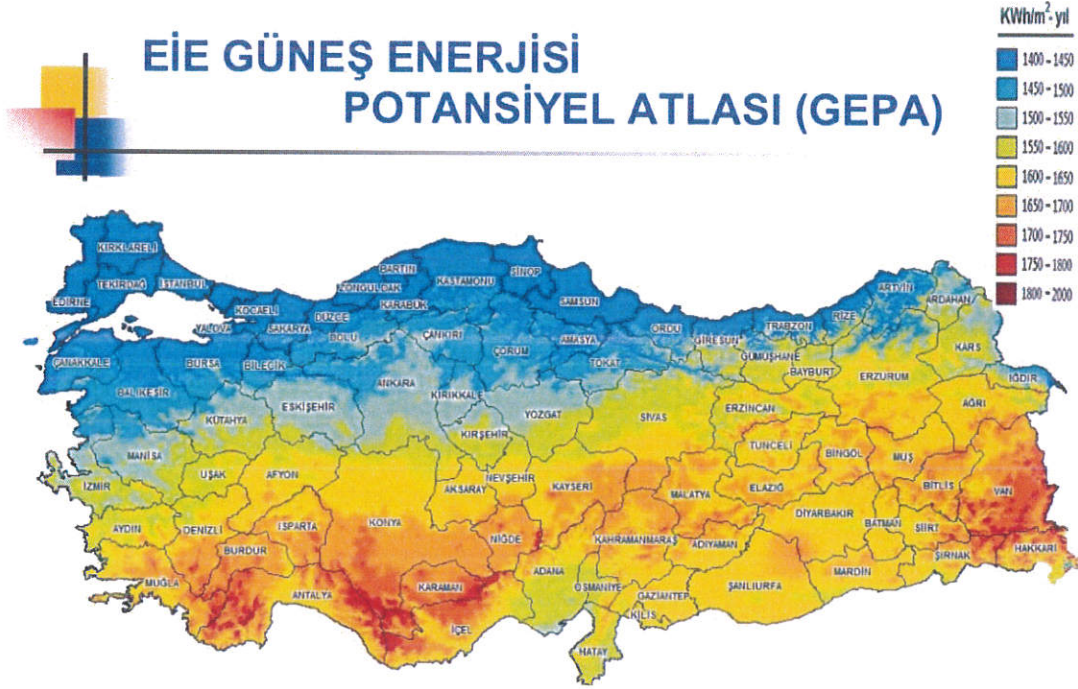 EİE GÜNEŞ ENERJİSİ
POTANSİYEL ATLASI (GEPA)
KWh/m²-yıl
1400 - 1450
1450 - 1500
1500 - 1550
1550 - 1600
1600 - 1650
1650 - 1700
1700 - 1750
1750 - 1800
1800 - 2000
KIRKLARELİ
TEKİRDAĞ
İSTANBUL
EDİRNE
KOCAELİ
YALOVA
SAKARYA
DÜZCE
ZONGULDAK
BARTIN
KARABÜK
KASTAMONU
SİNOP
SAMSUN
ORDU
GİRESUN
TRABZON
RİZE
ARTVİN
ARDAHAN
ÇANAKKALE
BURSA
BİLECİK
BOLU
ÇANKIRI
ÇORUM
AMASYA
TOKAT
GÜMÜŞHANE
BAYBURT
ERZURUM
KARS
IĞDIR
BALIKESİR
KÜTAHYA
ESKİŞEHİR
ANKARA
KIRIKKALE
YOZGAT
SİVAS
ERZİNCAN
AĞRI
MANİSA
UŞAK
AFYON
KIRŞEHİR
NEVŞEHİR
AKSARAY
KAYSERİ
MALATYA
TUNCELİ
ELAZIĞ
BİNGÖL
MUŞ
BİTLİS
VAN
İZMİR
AYDIN
DENİZLİ
ISPARTA
BURDUR
KONYA
NİĞDE
KAHRAMANMARAŞ
ADIYAMAN
DİYARBAKIR
BATMAN
SİİRT
ŞIRNAK
HAKKARİ
MUĞLA
ANTALYA
KARAMAN
İÇEL
ADANA
OSMANİYE
GAZİANTEP
KİLİS
ŞANLIURFA
MARDİN
HATAY